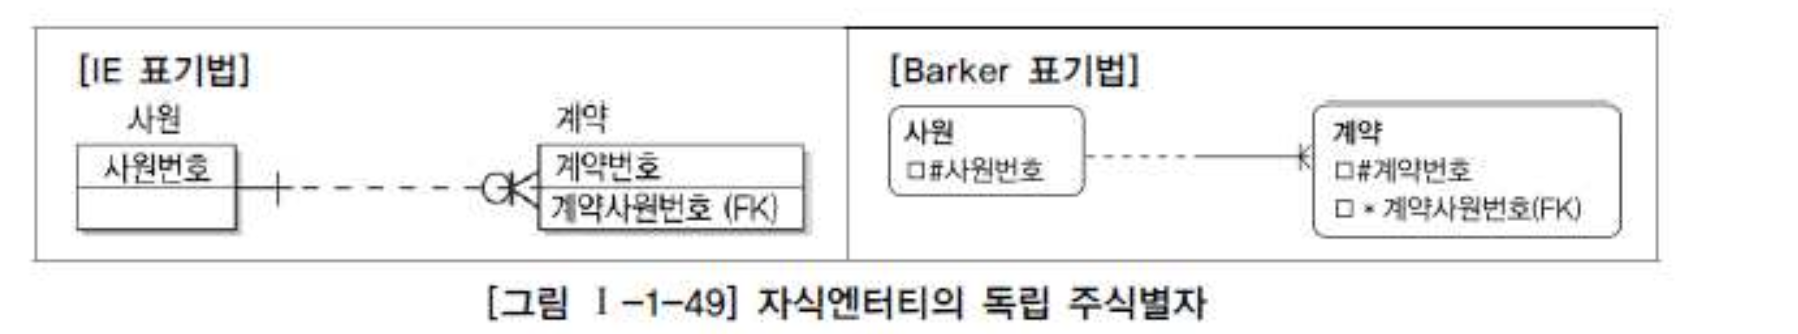 [IE 표기법]
사원
사원번호
계약
계약번호
계약사원번호 (FK)
[Barker 표기법]
사원
□#사원번호
계약
□#계약번호
□ * 계약사원번호(FK)
[그림 Ⅰ-1-49] 자식엔터티의 독립 주식별자